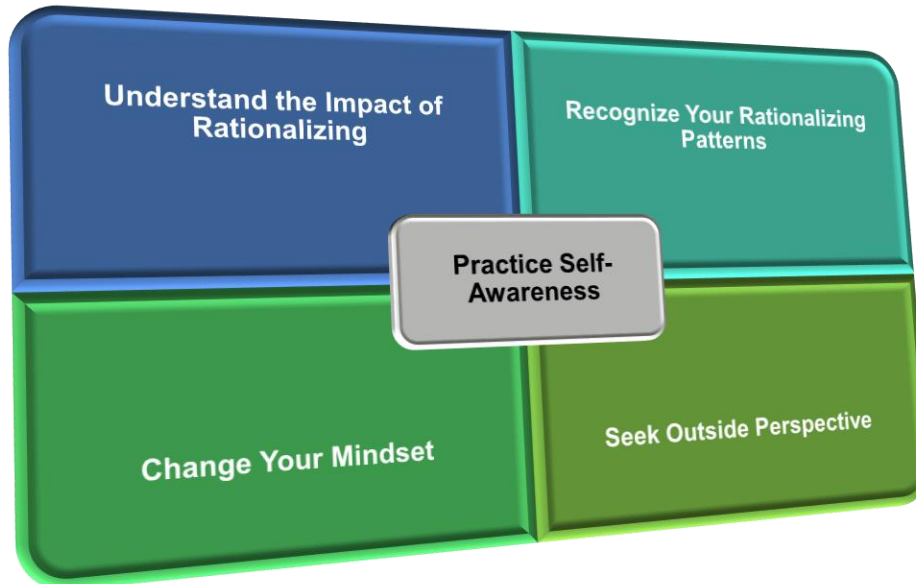 Understand the Impact of
Rationalizing
Recognize Your Rationalizing
Patterns
Practice Self-
Awareness
Change Your Mindset
Seek Outside Perspective